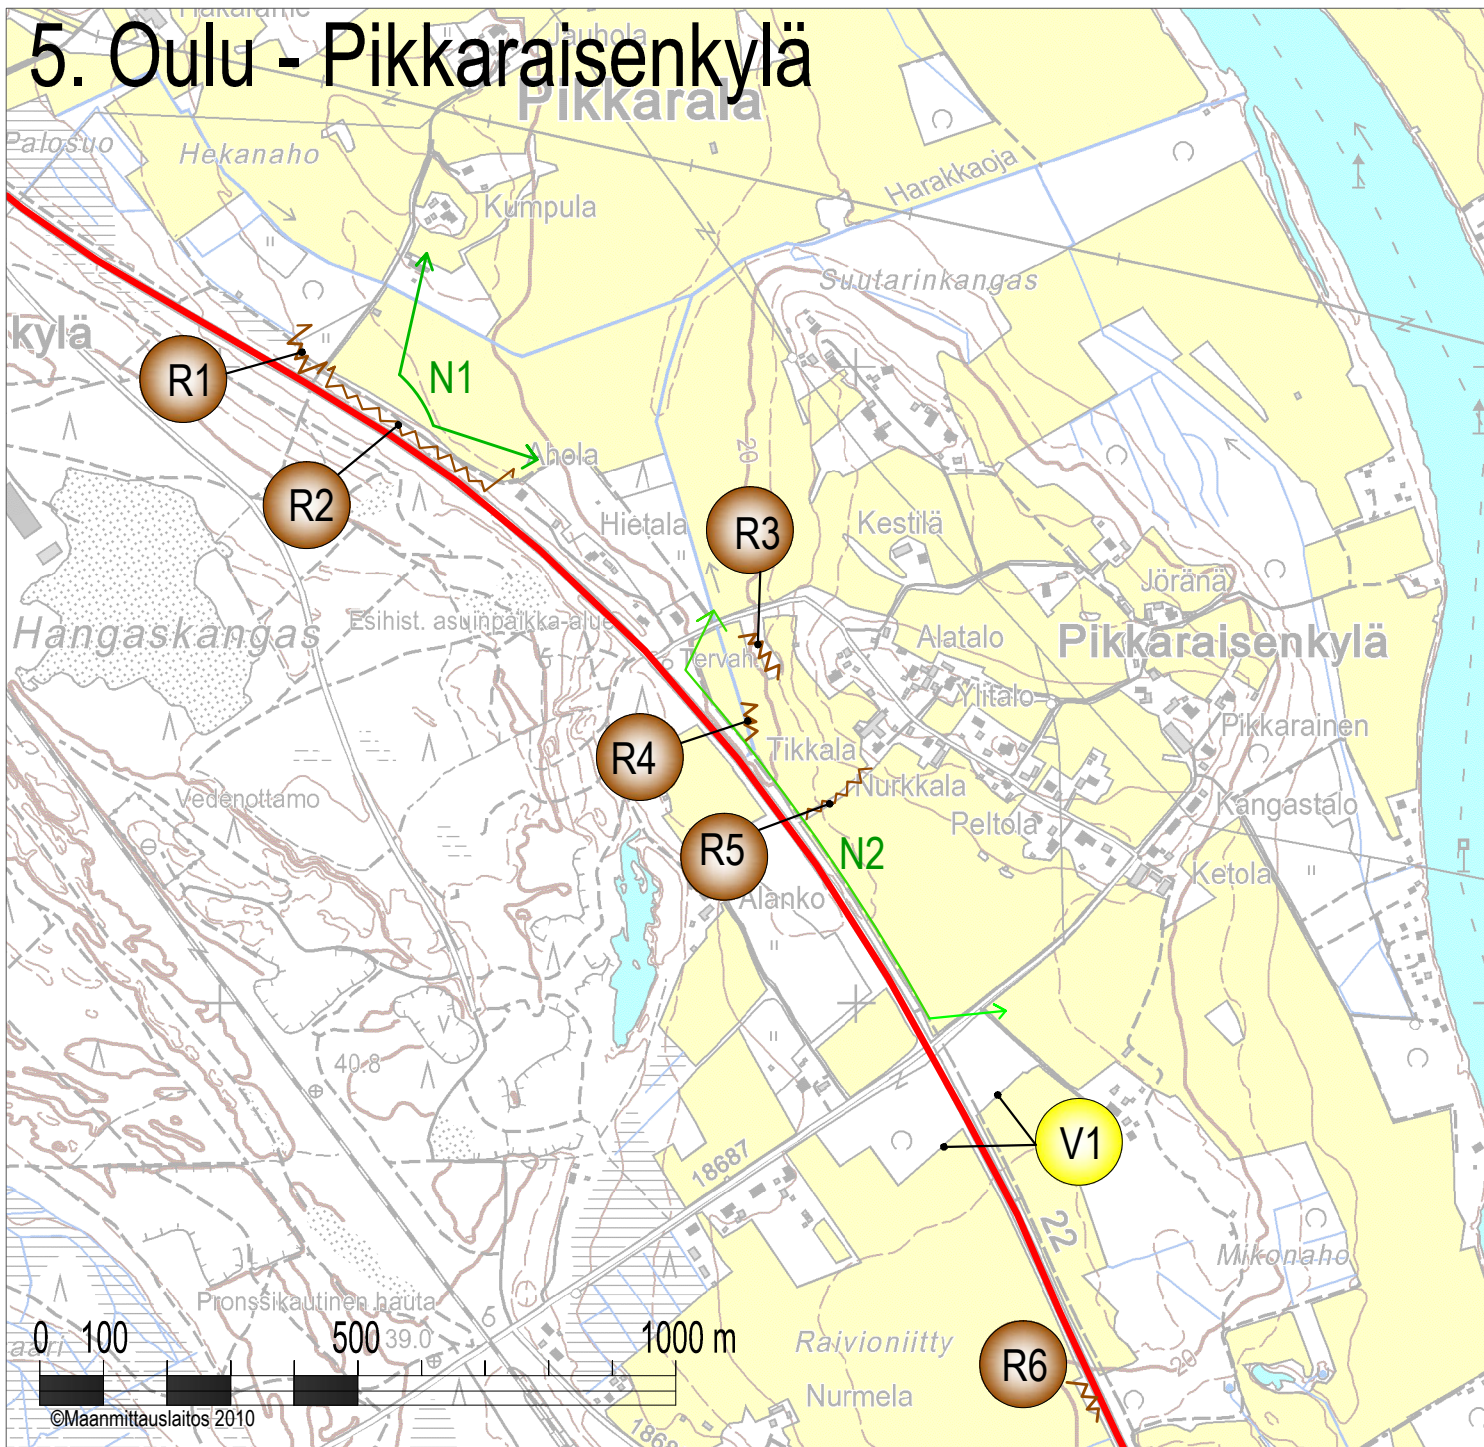 5. Oulu - Pikkaraisenkylä
Jauhola
Pikkarala
Palosuo
Hekanaho
Kumpula
Harakkaoja
Suutarinkangas
kylä
R1
N1
Ahola
20
R2
Hietala
R3
Kestilä
Jöränä
Hangaskangas
Esihist. asuinpaikka-alue
Alatalo
Pikkaraisenkylä
Ylitalo
Pikkarainen
R4
Tikkala
Nurkkala
Vedenottamo
Peltola
Kangastalo
R5
N2
Ketola
Alanko
40.8
V1
18687
22
Mikonaho
Pronssikautinen hauta
Raivioniitty
20
0 100 500 1000 m
39.0
R6
Nurmela
©Maanmittauslaitos 2010